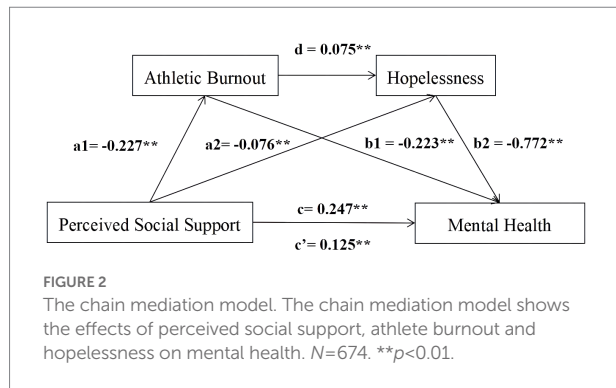 d = 0.075**
Athletic Burnout
Hopelessness
a1= -0.227**
a2= -0.076**
b1 = -0.223**
b2 = -0.772**
Perceived Social Support
c= 0.247**
c’= 0.125**
Mental Health
FIGURE 2
The chain mediation model. The chain mediation model shows
the effects of perceived social support, athlete burnout and
hopelessness on mental health. N=674. **p<0.01.